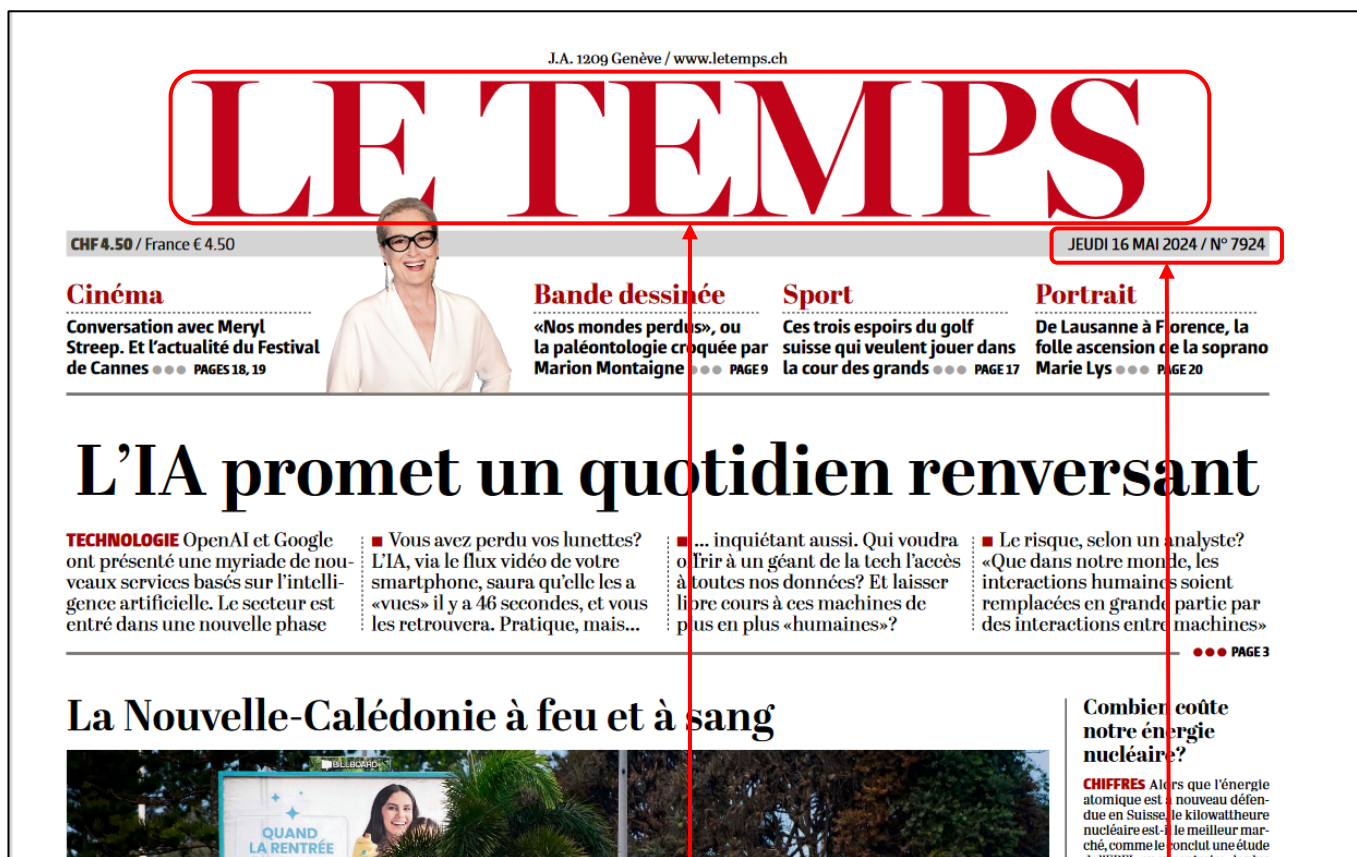 J.A. 1209 Genève / www.letemps.ch
LE TEMPS
CHF 4.50 / France € 4.50
JEUDI 16 MAI 2024 / N° 7924
Cinéma
Conversation avec Meryl
Streep. Et l'actualité du Festival
de Cannes ●●● PAGES 18, 19
Bande dessinée
«Nos mondes perdus», ou
la paléontologie croquée par
Marion Montaigne ●●● PAGE 9
Sport
Ces trois espoirs du golf
suisse qui veulent jouer dans
la cour des grands ●●● PAGE 17
Portrait
De Lausanne à Florence, la
folle ascension de la soprano
Marie Lys ●●● PAGE 20
L'IA promet un quotidien renversant
TECHNOLOGIE OpenAI et Google
ont présenté une myriade de nou-
veaux services basés sur l'intelli-
gence artificielle. Le secteur est
entré dans une nouvelle phase
■ Vous avez perdu vos lunettes?
L'IA, via le flux vidéo de votre
smartphone, saura qu'elle les a
«vues» il y a 46 secondes, et vous
les retrouvera. Pratique, mais...
■ ... inquiétant aussi. Qui voudra
offrir à un géant de la tech l'accès
à toutes nos données? Et laisser
libre cours à ces machines de
plus en plus «humaines»?
■ Le risque, selon un analyste?
«Que dans notre monde, les
interactions humaines soient
remplacées en grande partie par
des interactions entre machines»
●●● PAGE 3
La Nouvelle-Calédonie à feu et à sang
BILLBOARD
QUAND
LA RENTRÉE
Combien coûte
notre énergie
nucléaire?
CHIFFRES Alors que l'énergie
atomique est à nouveau défen-
due en Suisse, le kilowattheure
nucléaire est-il le meilleur mar-
ché, comme le conclut une étude